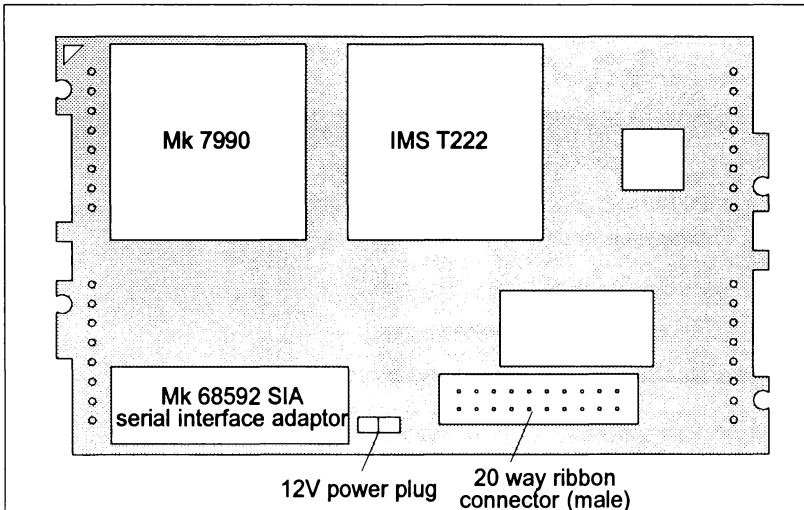 Mk 7990
IMS T222
Mk 68592 SIA
serial interface adaptor
12V power plug
20 way ribbon
connector (male)